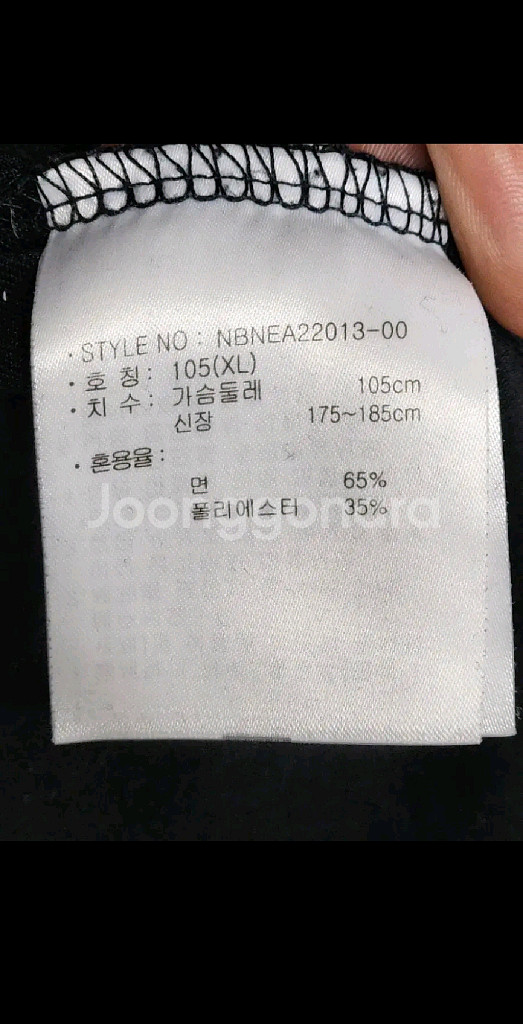 · STYLE NO : NBNEA22013-00
· 호 칭 : 105(XL)
· 치 수 : 가슴둘레 105cm
신장 175~185cm
· 혼용율 :
면 65%
폴리에스터 35%
Joonggonara